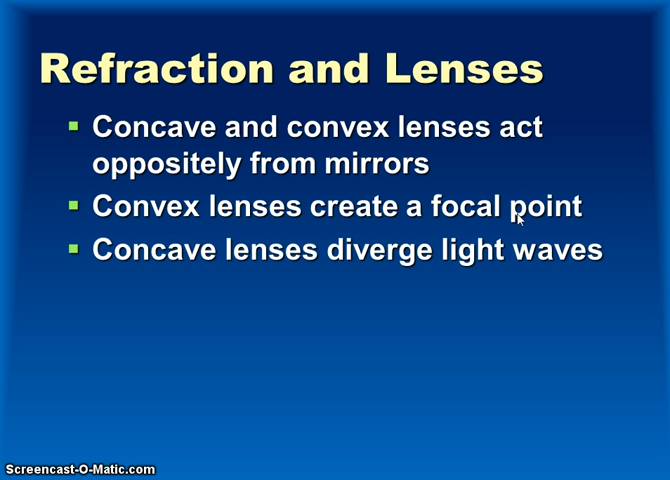 Refraction and Lenses
Concave and convex lenses act
oppositely from mirrors
Convex lenses create a focal point
Concave lenses diverge light waves
Screencast-O-Matic.com